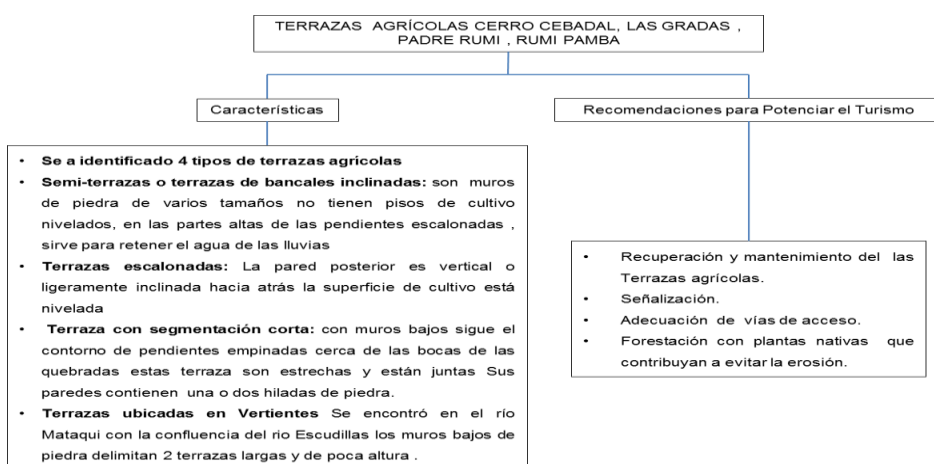 TERRAZAS AGRÍCOLAS CERRO CEBADAL, LAS GRADAS ,
PADRE RUMI , RUMI PAMBA
Características
• Se a identificado 4 tipos de terrazas agrícolas
• Semi-terrazas o terrazas de bancales inclinadas: son muros
de piedra de varios tamaños no tienen pisos de cultivo
nivelados, en las partes altas de las pendientes escalonadas ,
sirve para retener el agua de las lluvias
• Terrazas escalonadas: La pared posterior es vertical o
ligeramente inclinada hacia atrás la superficie de cultivo está
nivelada
• Terraza con segmentación corta: con muros bajos sigue el
contorno de pendientes empinadas cerca de las bocas de las
quebradas estas terraza son estrechas y están juntas Sus
paredes contienen una o dos hiladas de piedra.
• Terrazas ubicadas en Vertientes Se encontró en el río
Mataqui con la confluencia del rio Escudillas los muros bajos de
piedra delimitan 2 terrazas largas y de poca altura .
Recomendaciones para Potenciar el Turismo
• Recuperación y mantenimiento del las
Terrazas agrícolas.
• Señalización.
• Adecuación de vías de acceso.
• Forestación con plantas nativas que
contribuyan a evitar la erosión.